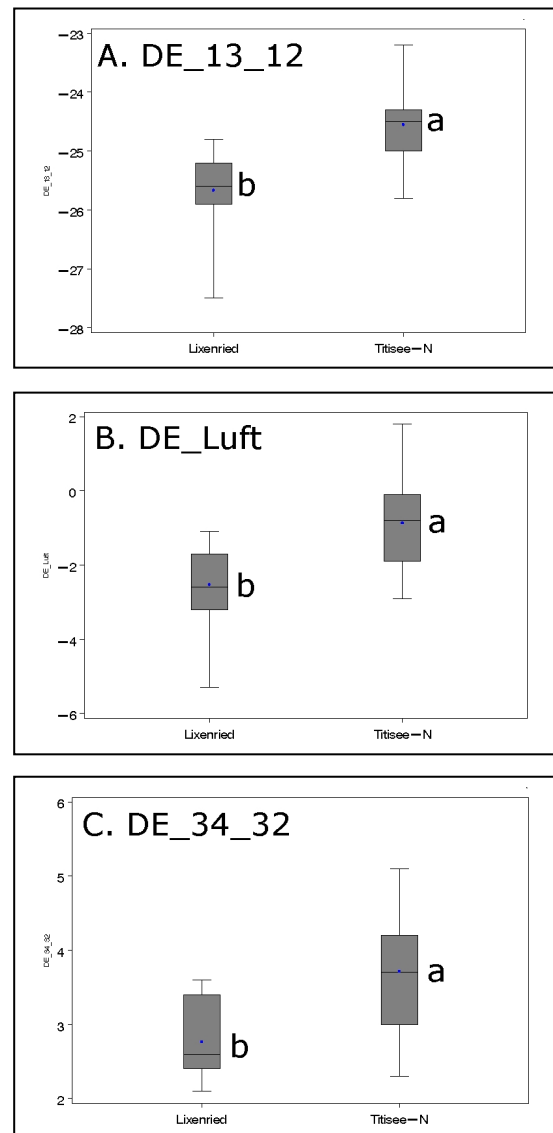 A. DE_13_12
−23
−24
−25
−26
−27
−28
DE_13_12
b
a
Lixenried
Titisee−N
B. DE_Luft
2
0
−2
−4
−6
DE_Luft
b
a
Lixenried
Titisee−N
C. DE_34_32
6
5
4
3
2
DE_34_32
b
a
Lixenried
Titisee−N